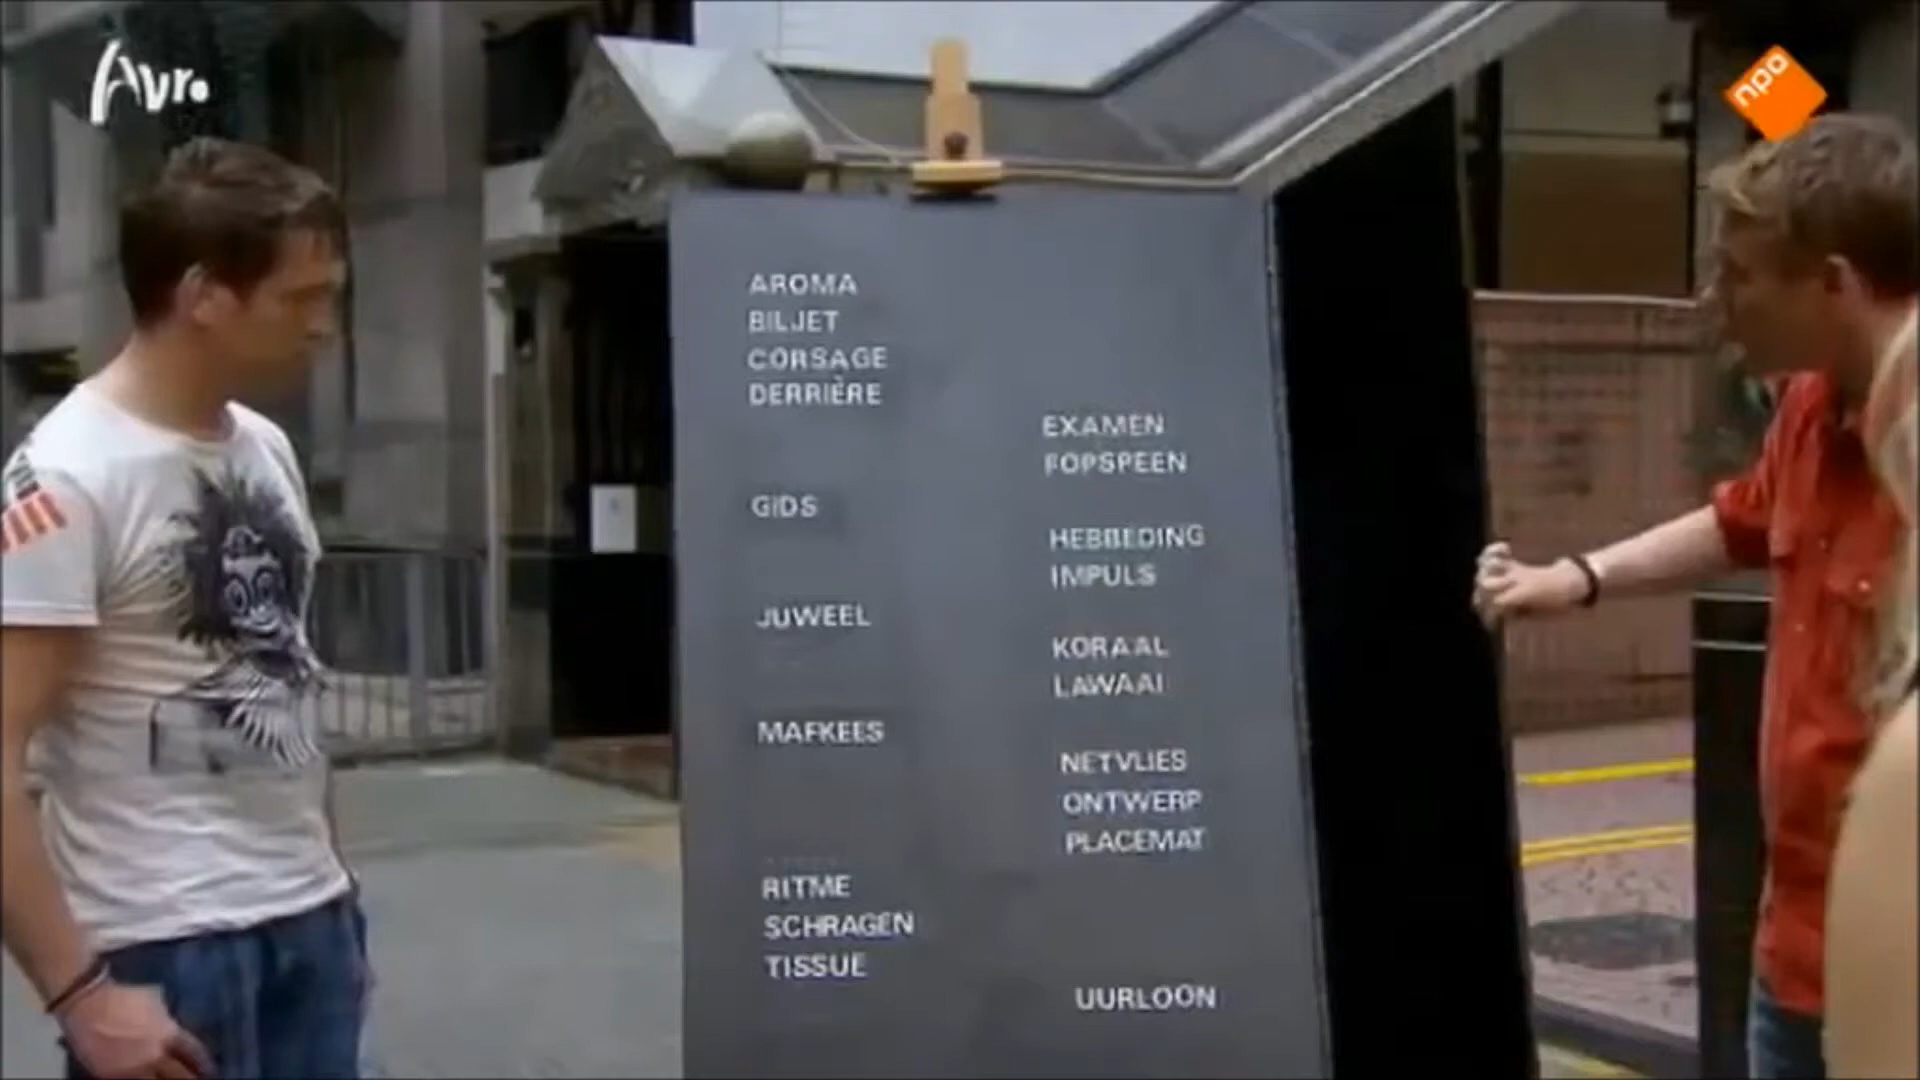 Avro
npo
AROMA
BILJET
CORSAGE
DERRIÈRE
EXAMEN
FOPSPEEN
GIDS
HEBBEDING
IMPULS
JUWEEL
KORAAL
LAWAAI
MAFKEES
NETVLIES
ONTWERP
PLACEMAT
RITME
SCHRAGEN
TISSUE
UURLOON